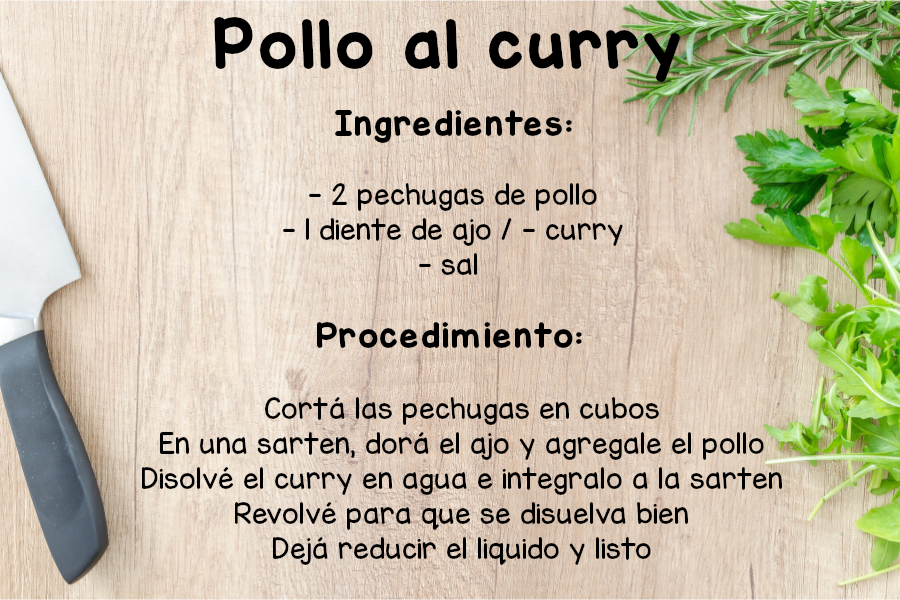 Pollo al curry
Ingredientes:
- 2 pechugas de pollo
- 1 diente de ajo / - curry
- sal
Procedimiento:
Cortá las pechugas en cubos
En una sarten, dorá el ajo y agregale el pollo
Disolvé el curry en agua e integralo a la sarten
Revolvé para que se disuelva bien
Dejá reducir el liquido y listo